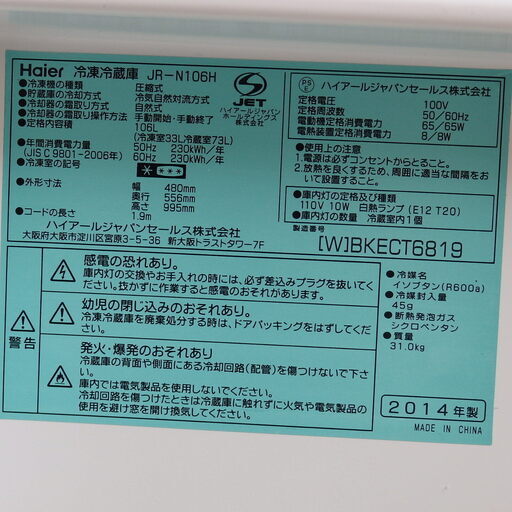 Haier 冷凍冷蔵庫 JR-N106H
●冷凍機の種類 圧縮式
●貯蔵庫の冷却方式 冷気自然対流方式
●冷却器の霜取り方式 自然式
●冷却器の霜取り操作方式 手動開始・手動終了
●定格内容積 106L
(冷凍室33L冷蔵室73L)
●年間消費電力量 50Hz 230kWh/年
(JIS C 9801-2006年) 60Hz 230kWh/年
●冷凍室の記号
●外形寸法 幅 480mm
奥行 556mm
高さ 995mm
●コードの長さ 1.9m
ハイアールジャパンセールス株式会社
大阪府大阪市淀川区宮原3-5-36 新大阪トラストタワー7F
S
JET
ハイアールジャパン
ホールディングス
株式会社
PS
E
ハイアールジャパンセールス株式会社
定格電圧 100V
定格周波数 50/60Hz
電動機定格消費電力 65/65W
電熱装置定格消費電力 8/8W
●使用上の注意
1.電源は必ずコンセントからとること。
2.放熱を良くするため、周囲に適当な間隔をおいて設置すること。
●庫内灯の定格及び種類
110V 10W 白熱ランプ(E12 T20)
●庫内灯の数量 冷蔵室内1個
製造番号
[W]BKECT6819
警告
感電の恐れあり。
庫内灯の交換やお手入れの時には、必ず差込みプラグを抜いてください。抜かずに作業すると感電のおそれがあります。
幼児の閉じ込みのおそれあり。
冷凍冷蔵庫を廃棄処分する時は、ドアパッキングをはずしてください。
発火・爆発のおそれあり
●冷蔵庫の背面や側面にある冷却回路(配管)を傷つけないで下さい。
●庫内では電気製品を使用しないで下さい。
●冷却回路を傷つけたときは冷蔵庫に触れずに火気や電気製品の使用を避け窓を開け換気して下さい。
●冷媒名
イソブタン(R600a)
●冷媒封入量
45g
●断熱発泡ガス
シクロペンタン
●質量
31.0kg
2014年製
MADE IN CHINA